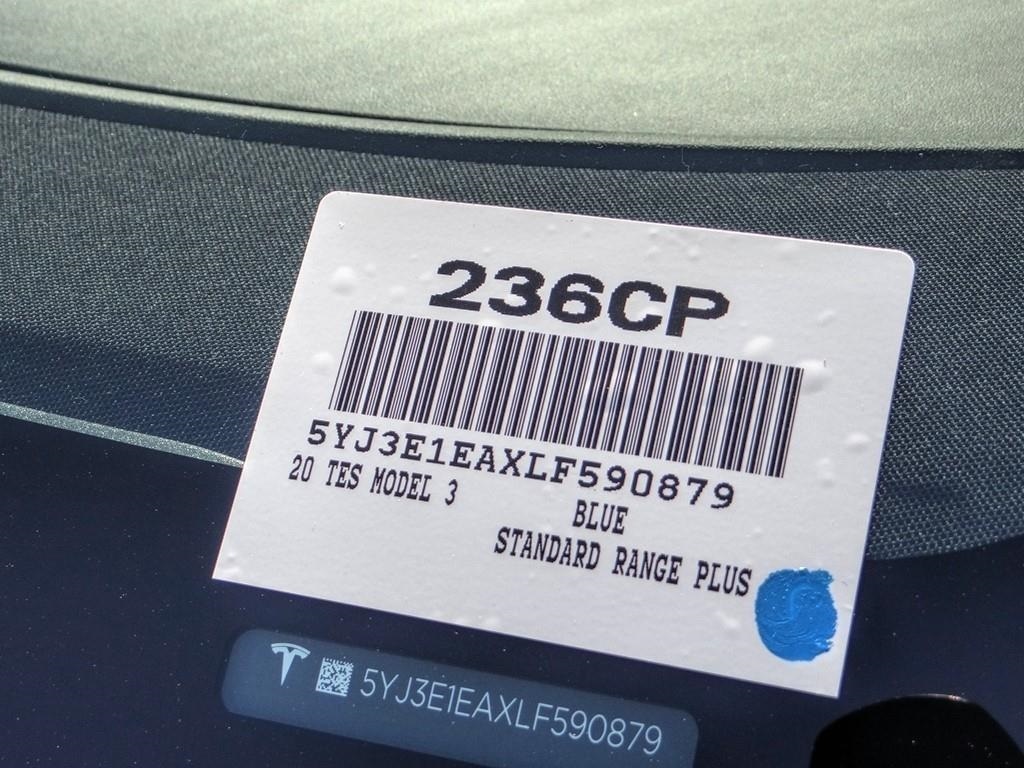 236CP
5YJ3E1EAXLF590879
20 TES MODEL 3
BLUE
STANDARD RANGE PLUS
5YJ3E1EAXLF590879